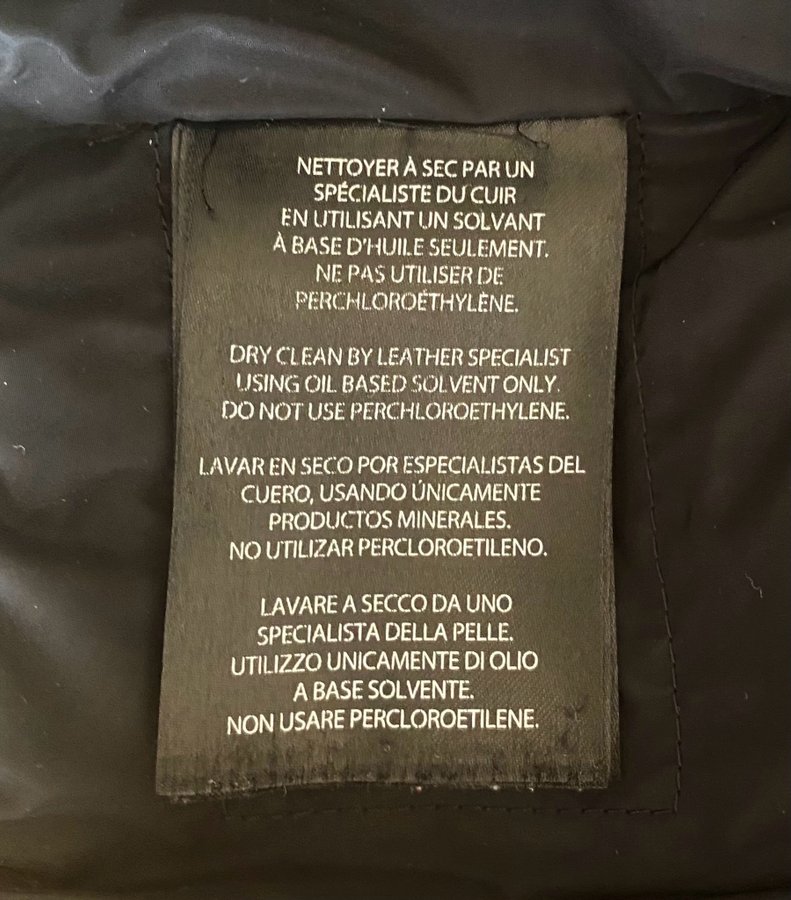 NETTOYER À SEC PAR UN
SPÉCIALISTE DU CUIR
EN UTILISANT UN SOLVANT
À BASE D'HUILE SEULEMENT.
NE PAS UTILISER DE
PERCHLOROÉTHYLÈNE.
DRY CLEAN BY LEATHER SPECIALIST
USING OIL BASED SOLVENT ONLY.
DO NOT USE PERCHLOROETHYLENE.
LAVAR EN SECO POR ESPECIALISTAS DEL
CUERO, USANDO ÚNICAMENTE
PRODUCTOS MINERALES.
NO UTILIZAR PERCLOROETILENO.
LAVARE A SECCO DA UNO
SPECIALISTA DELLA PELLE.
UTILIZZO UNICAMENTE DI OLIO
A BASE SOLVENTE.
NON USARE PERCLOROETILENE.